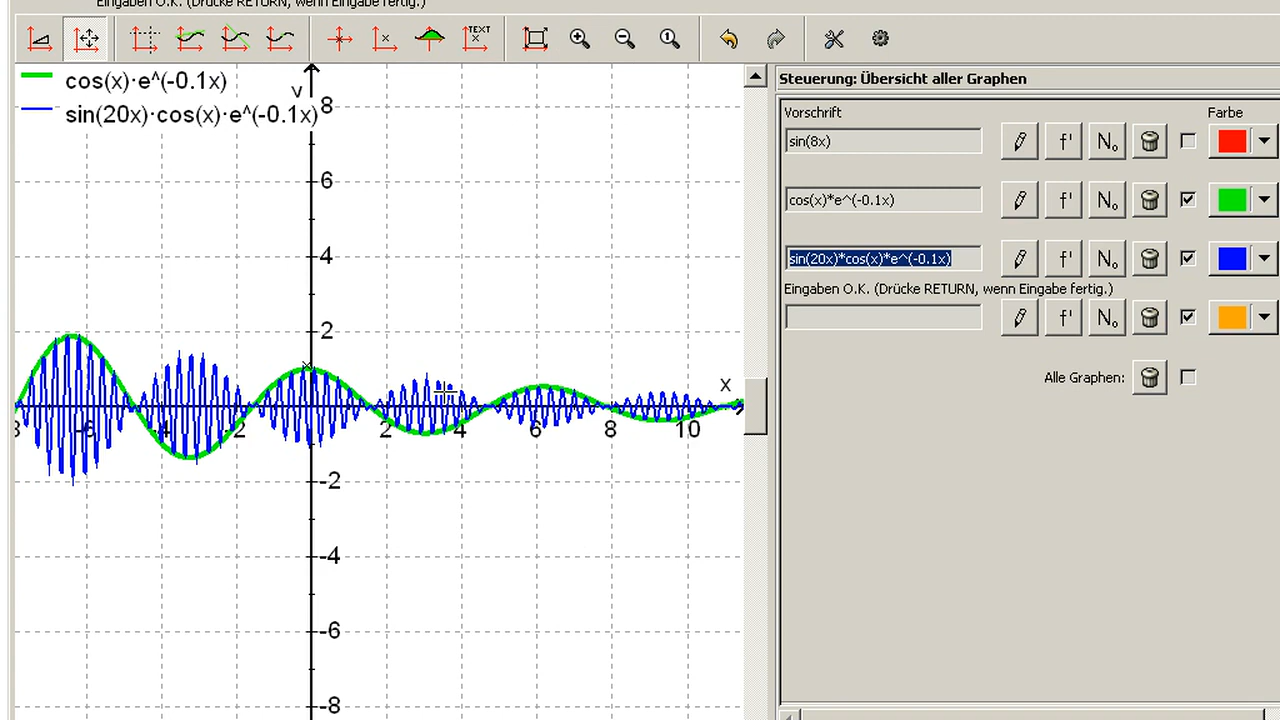 Eingaben O.K. (Drücke RETURN, wenn Eingabe fertig.)
TEXT
x
1
cos(x)·e^(-0.1x)
sin(20x)·cos(x)·e^(-0.1x)
8
6
4
2
x
2
4
6
8
10
-2
-4
-6
-8
Steuerung: Übersicht aller Graphen
Vorschrift
Farbe
sin(8x)
f' N₀
cos(x)*e^(-0.1x)
f' N₀
sin(20x)*cos(x)*e^(-0.1x)
f' N₀
Eingaben O.K. (Drücke RETURN, wenn Eingabe fertig.)
f' N₀
Alle Graphen: